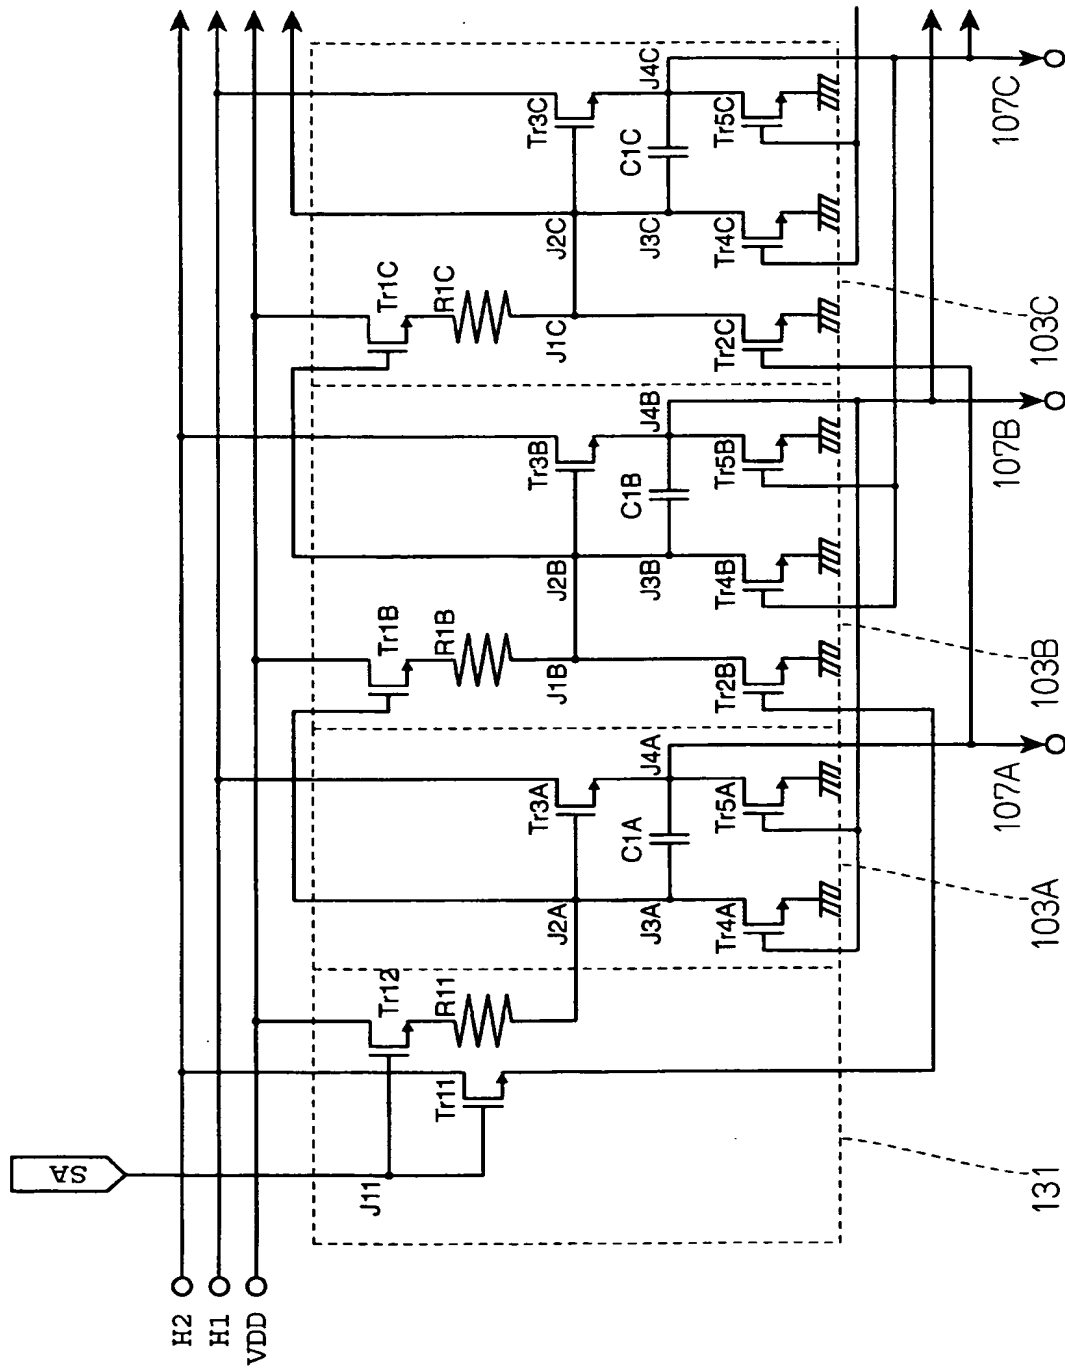 SA
H2
H1
VDD
J11
Tr11
Tr12
R11
131
J2A
J3A
Tr3A
C1A
J4A
Tr4A
Tr5A
103A
107A
Tr1B
R1B
J1B
Tr2B
J2B
J3B
Tr3B
C1B
J4B
Tr4B
Tr5B
103B
107B
Tr1C
R1C
J1C
Tr2C
J2C
J3C
Tr3C
C1C
J4C
Tr4C
Tr5C
103C
107C